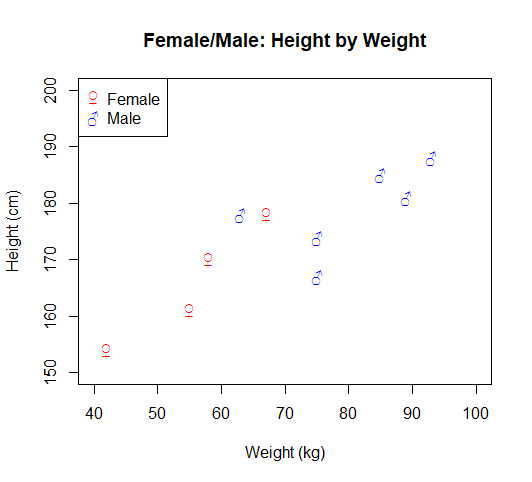 Female/Male: Height by Weight
♀ Female
♂ Male
Height (cm)
200
190
180
170
160
150
40 50 60 70 80 90 100
Weight (kg)